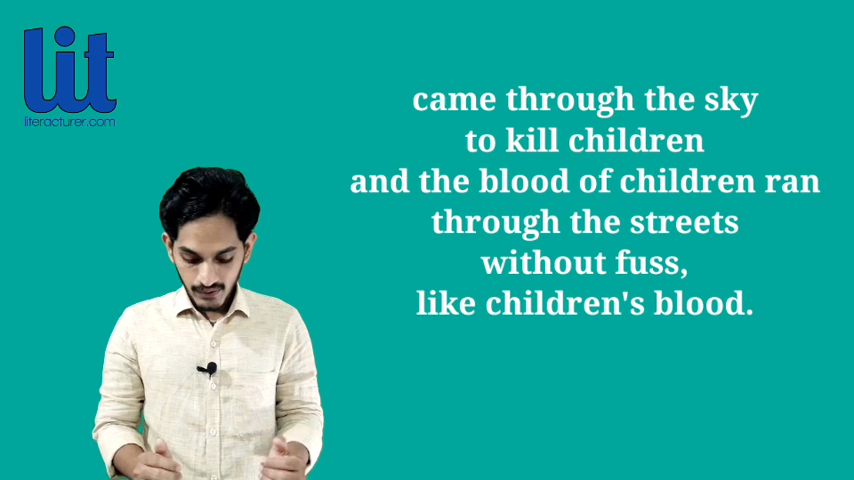 lit
literacturer.com
came through the sky
to kill children
and the blood of children ran
through the streets
without fuss,
like children's blood.